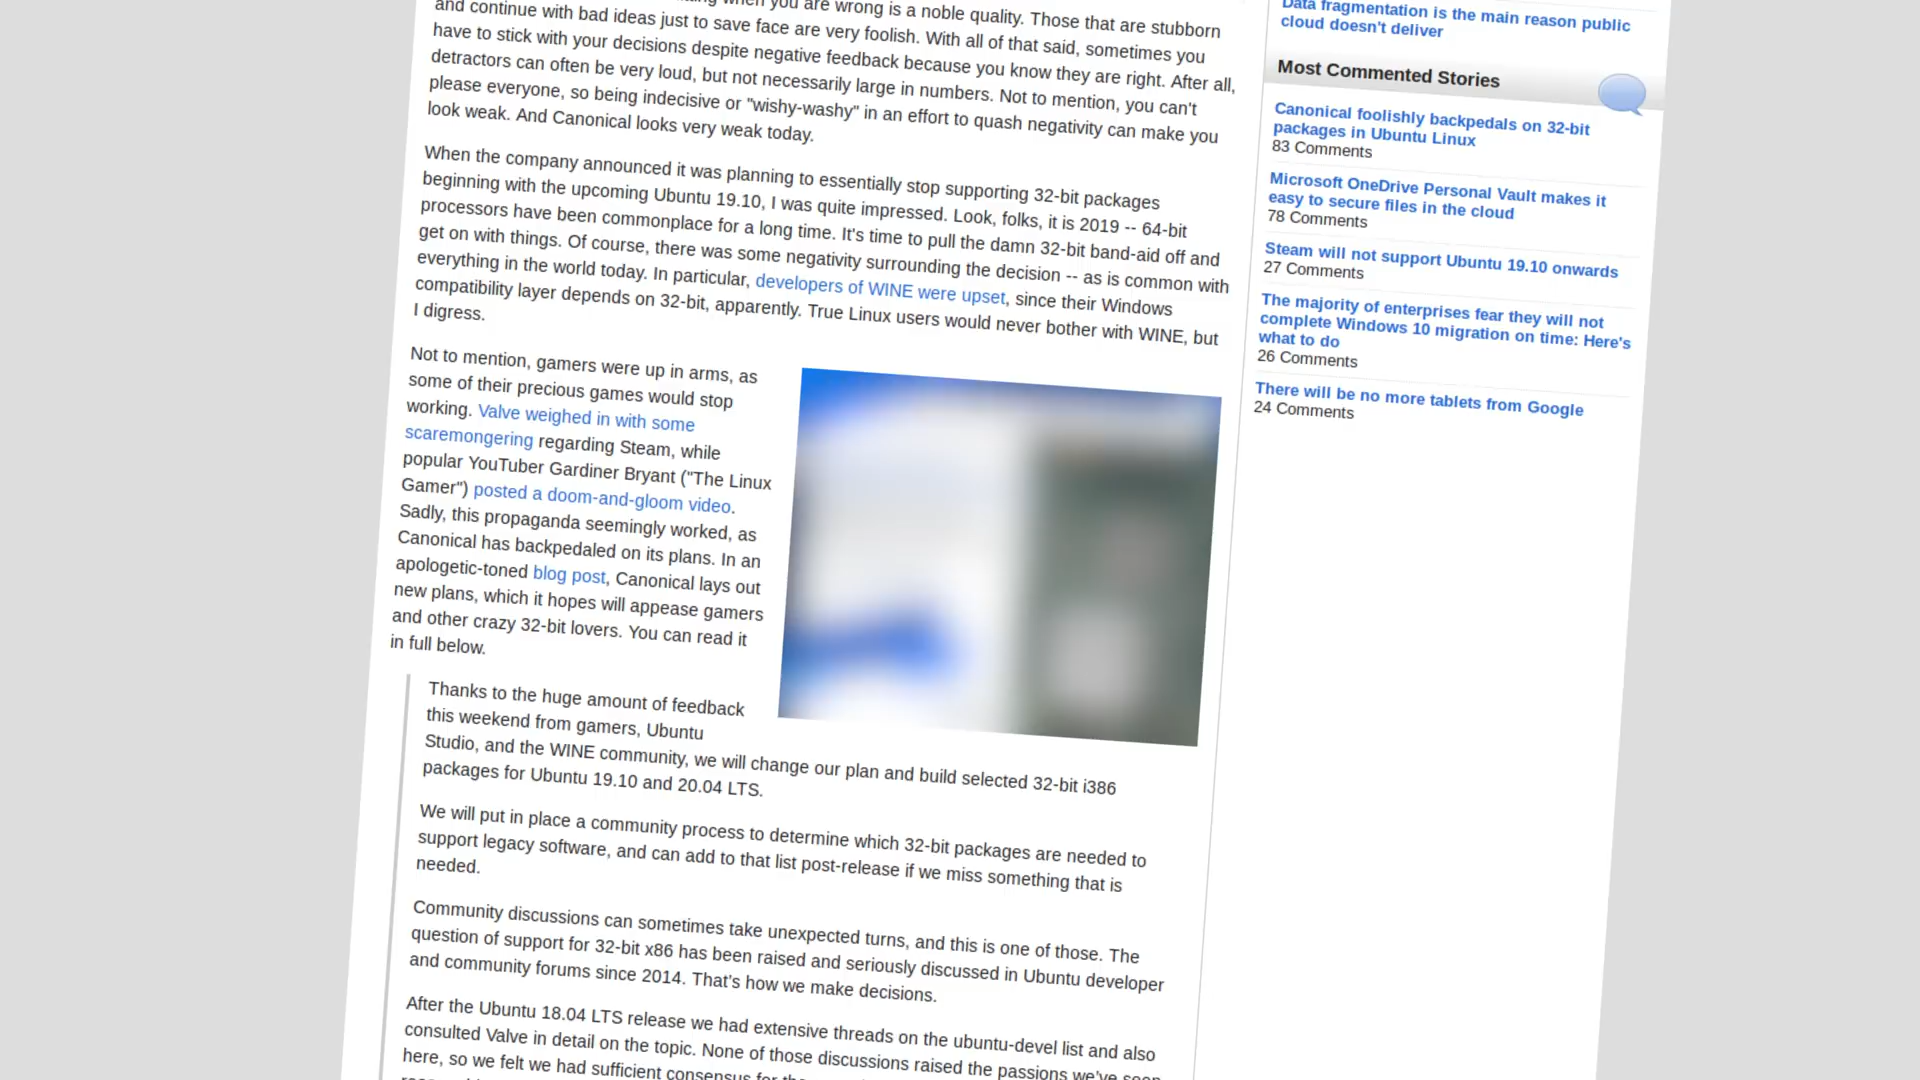 when you are wrong is a noble quality. Those that are stubborn
and continue with bad ideas just to save face are very foolish. With all of that said, sometimes you
have to stick with your decisions despite negative feedback because you know they are right. After all,
detractors can often be very loud, but not necessarily large in numbers. Not to mention, you can't
please everyone, so being indecisive or "wishy-washy" in an effort to quash negativity can make you
look weak. And Canonical looks very weak today.
When the company announced it was planning to essentially stop supporting 32-bit packages
beginning with the upcoming Ubuntu 19.10, I was quite impressed. Look, folks, it is 2019 -- 64-bit
processors have been commonplace for a long time. It's time to pull the damn 32-bit band-aid off and
get on with things. Of course, there was some negativity surrounding the decision -- as is common with
everything in the world today. In particular, developers of WINE were upset, since their Windows
compatibility layer depends on 32-bit, apparently. True Linux users would never bother with WINE, but
I digress.
Not to mention, gamers were up in arms, as
some of their precious games would stop
working. Valve weighed in with some
scaremongering regarding Steam, while
popular YouTuber Gardiner Bryant ("The Linux
Gamer") posted a doom-and-gloom video.
Sadly, this propaganda seemingly worked, as
Canonical has backpedaled on its plans. In an
apologetic-toned blog post, Canonical lays out
new plans, which it hopes will appease gamers
and other crazy 32-bit lovers. You can read it
in full below.
Thanks to the huge amount of feedback
this weekend from gamers, Ubuntu
Studio, and the WINE community, we will change our plan and build selected 32-bit i386
packages for Ubuntu 19.10 and 20.04 LTS.
We will put in place a community process to determine which 32-bit packages are needed to
support legacy software, and can add to that list post-release if we miss something that is
needed.
Community discussions can sometimes take unexpected turns, and this is one of those. The
question of support for 32-bit x86 has been raised and seriously discussed in Ubuntu developer
and community forums since 2014. That's how we make decisions.
After the Ubuntu 18.04 LTS release we had extensive threads on the ubuntu-devel list and also
consulted Valve in detail on the topic. None of those discussions raised the passions we've seen
here, so we felt we had sufficient consensus for
Data fragmentation is the main reason public
cloud doesn't deliver
Most Commented Stories
Canonical foolishly backpedals on 32-bit
packages in Ubuntu Linux
83 Comments
Microsoft OneDrive Personal Vault makes it
easy to secure files in the cloud
78 Comments
Steam will not support Ubuntu 19.10 onwards
27 Comments
The majority of enterprises fear they will not
complete Windows 10 migration on time: Here's
what to do
26 Comments
There will be no more tablets from Google
24 Comments